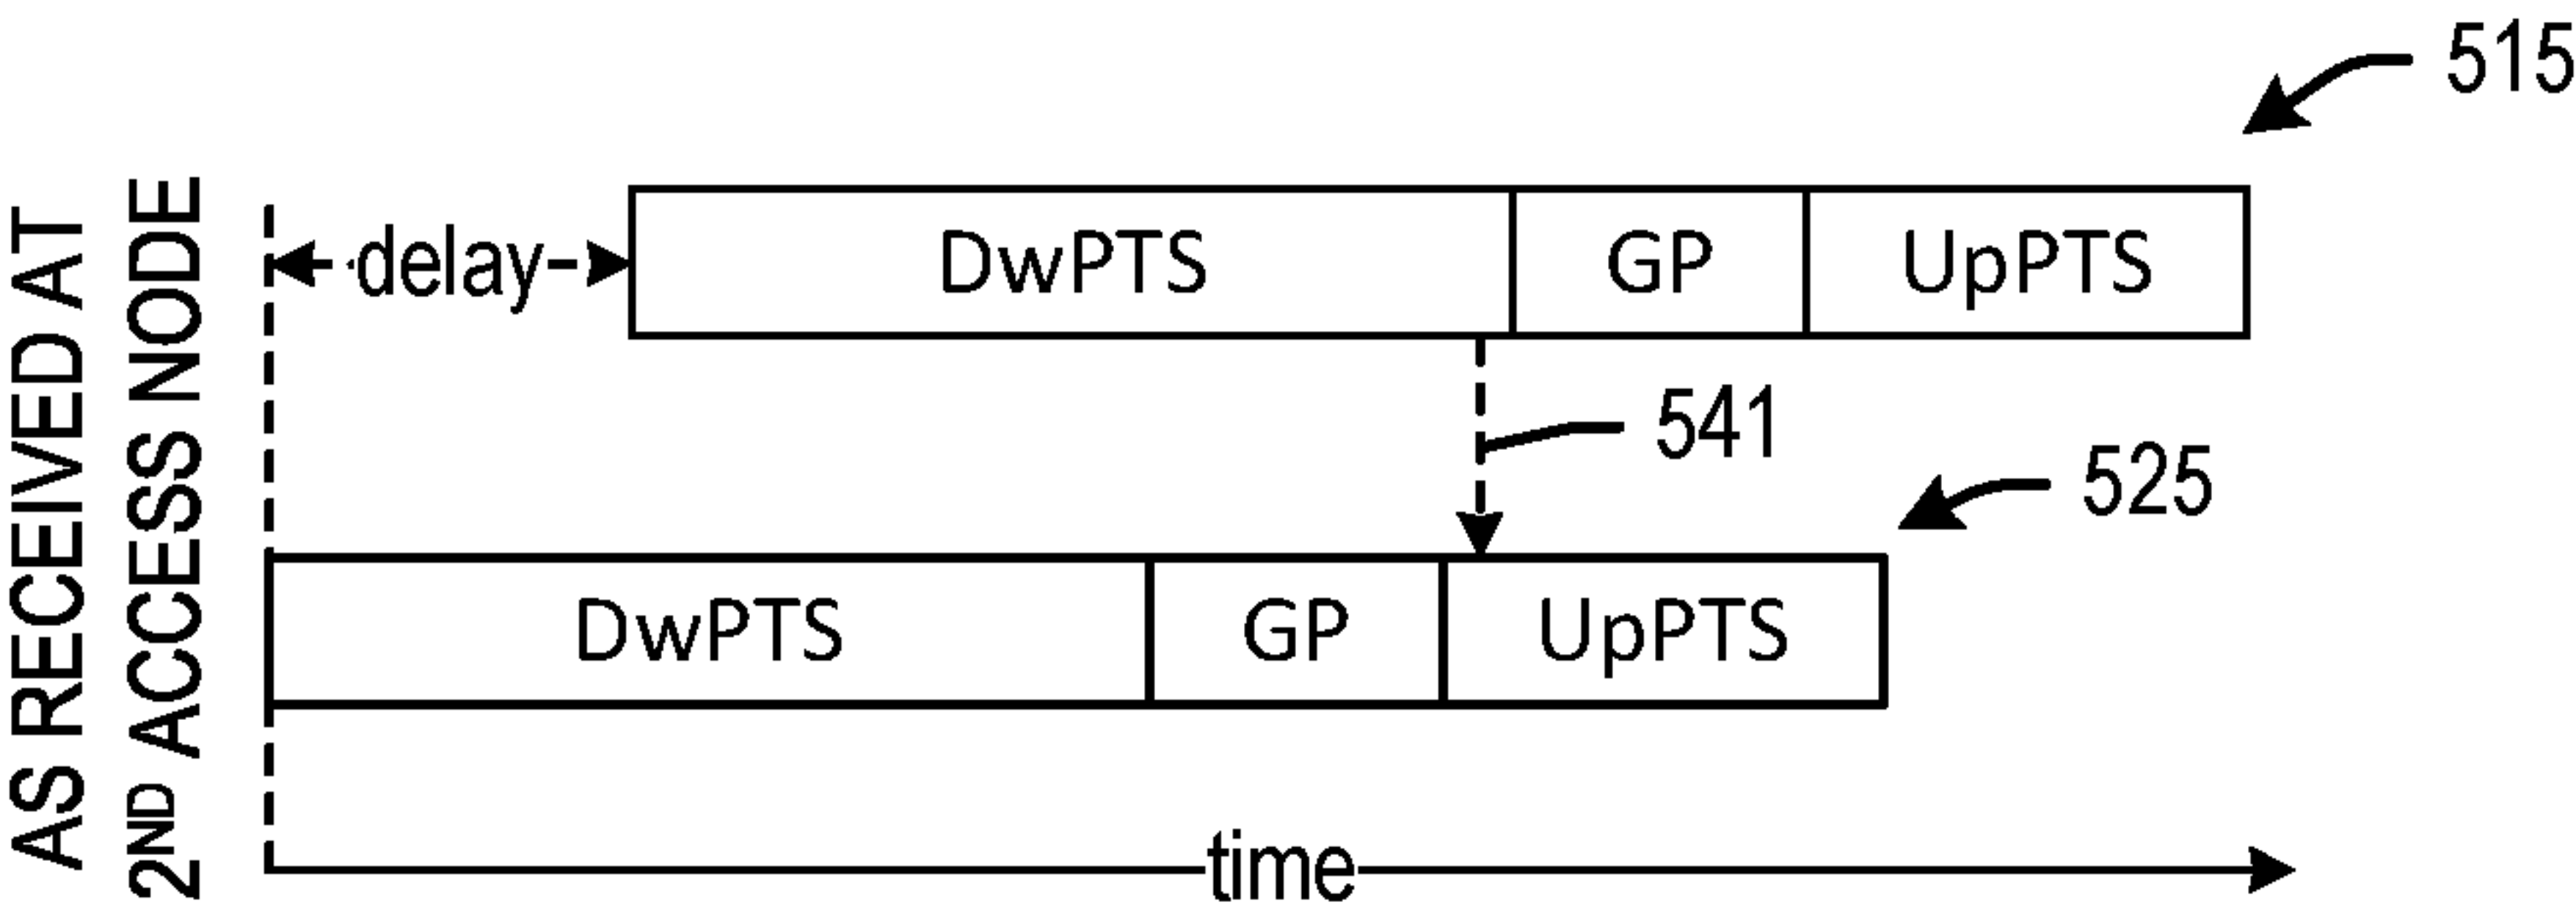 AS RECEIVED AT
2ND ACCESS NODE
515
delay
DwPTS GP UpPTS
541
525
DwPTS GP UpPTS
time